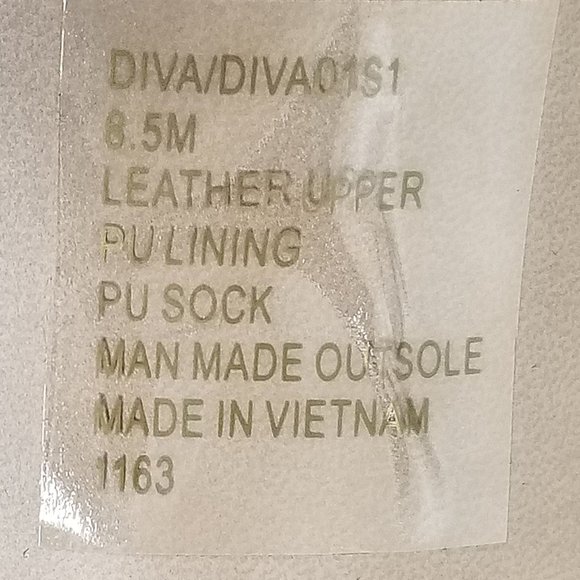 DIVA/DIVA01S1
8.5M
LEATHER UPPER
PU LINING
PU SOCK
MAN MADE OUTSOLE
MADE IN VIETNAM
1163